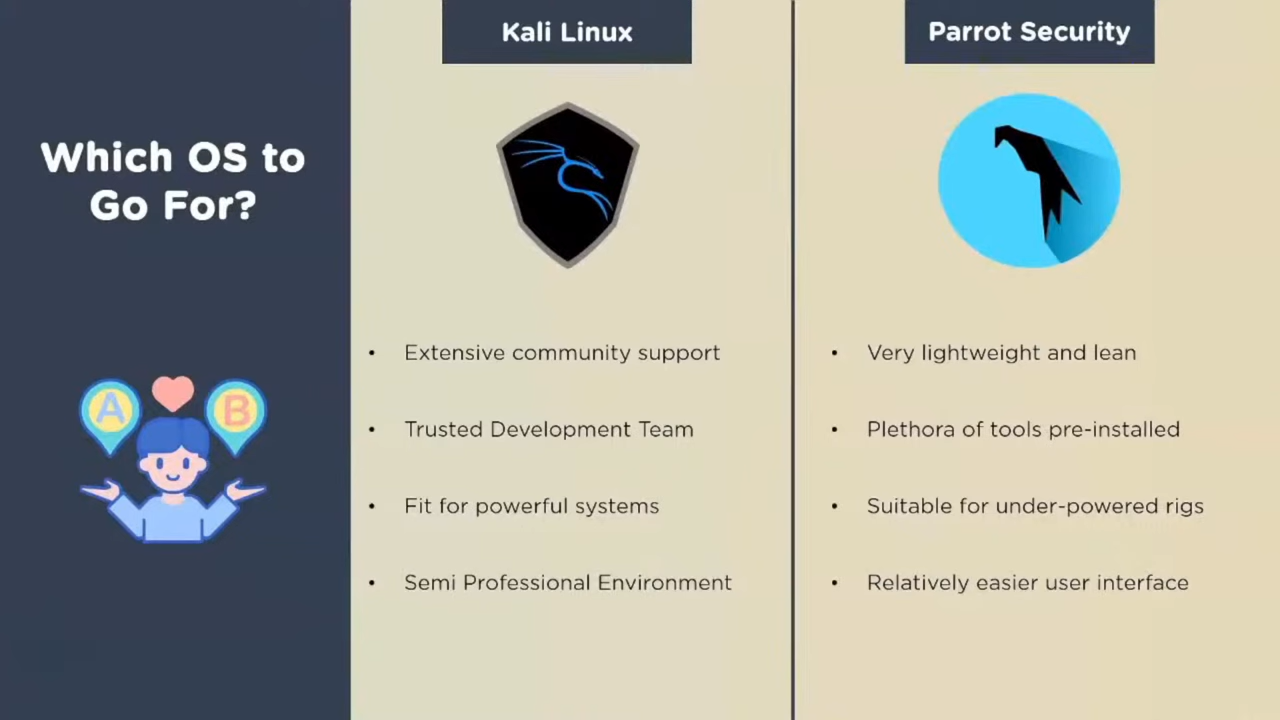 Which OS to
Go For?
A
B
Kali Linux
• Extensive community support
• Trusted Development Team
• Fit for powerful systems
• Semi Professional Environment
Parrot Security
• Very lightweight and lean
• Plethora of tools pre-installed
• Suitable for under-powered rigs
• Relatively easier user interface